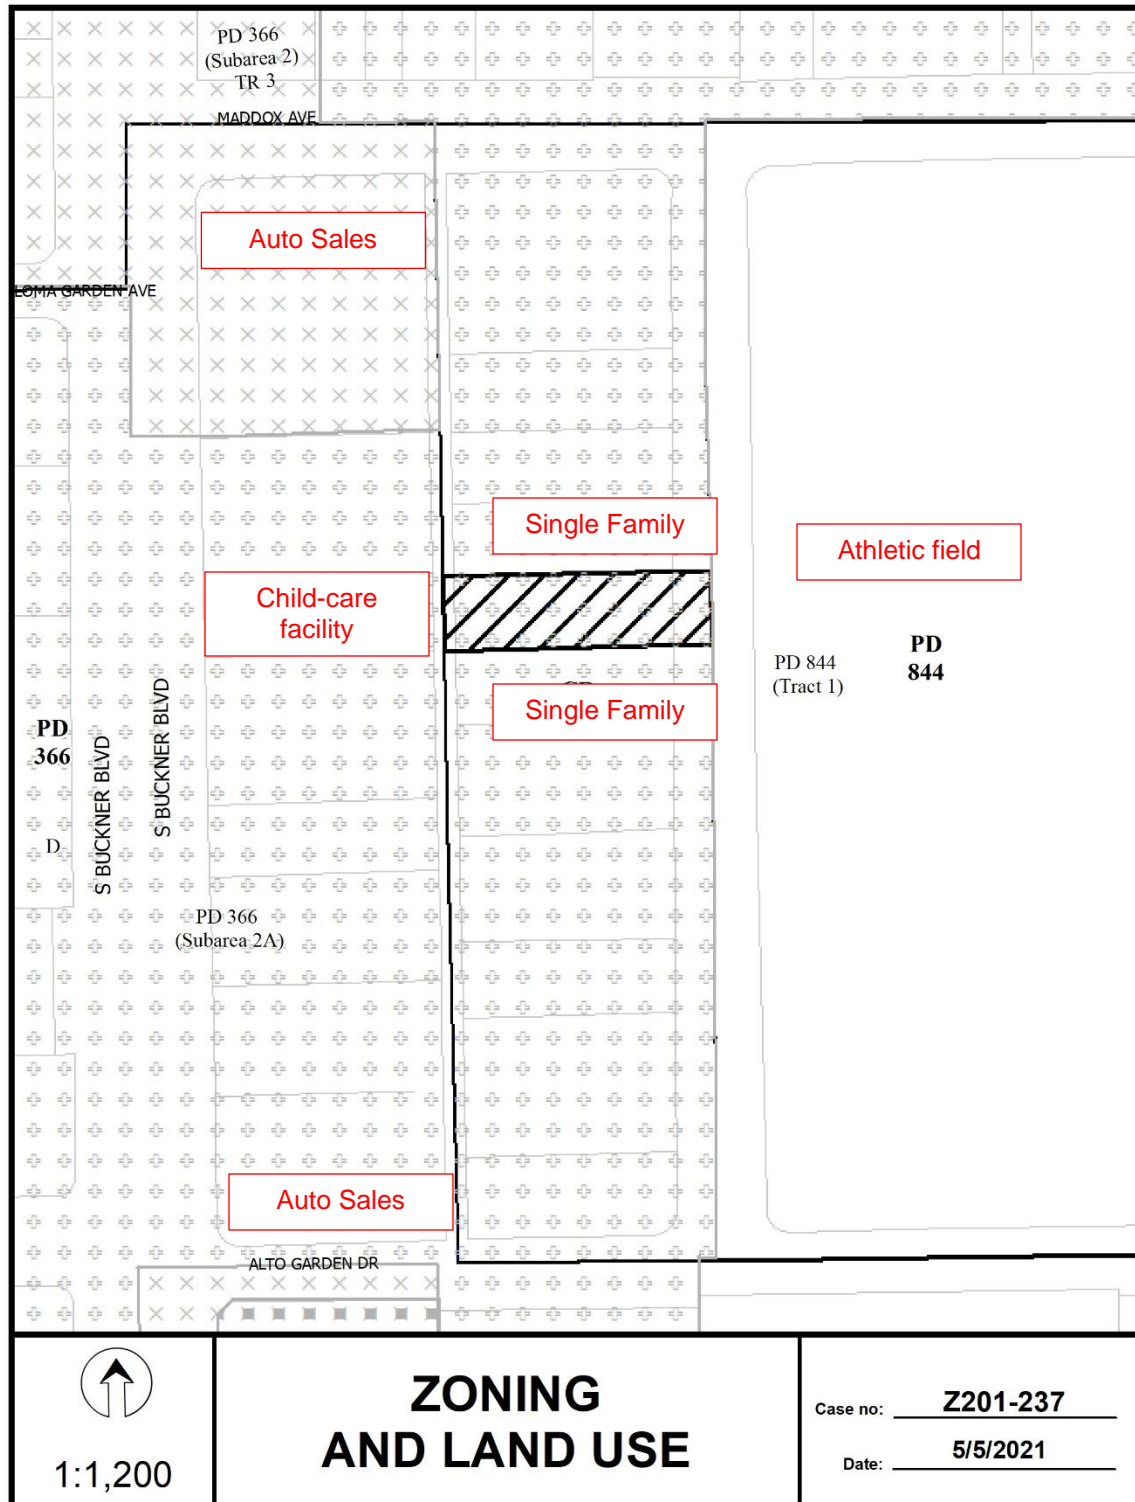 PD 366
(Subarea 2)
TR 3
MADDOX AVE
Auto Sales
LOMA GARDEN AVE
Single Family
Athletic field
Child-care
facility
PD
844
PD 844
(Tract 1)
Single Family
PD
366
S BUCKNER BLVD
S BUCKNER BLVD
D
PD 366
(Subarea 2A)
Auto Sales
ALTO GARDEN DR
1:1,200
ZONING
AND LAND USE
Case no: Z201-237
Date: 5/5/2021